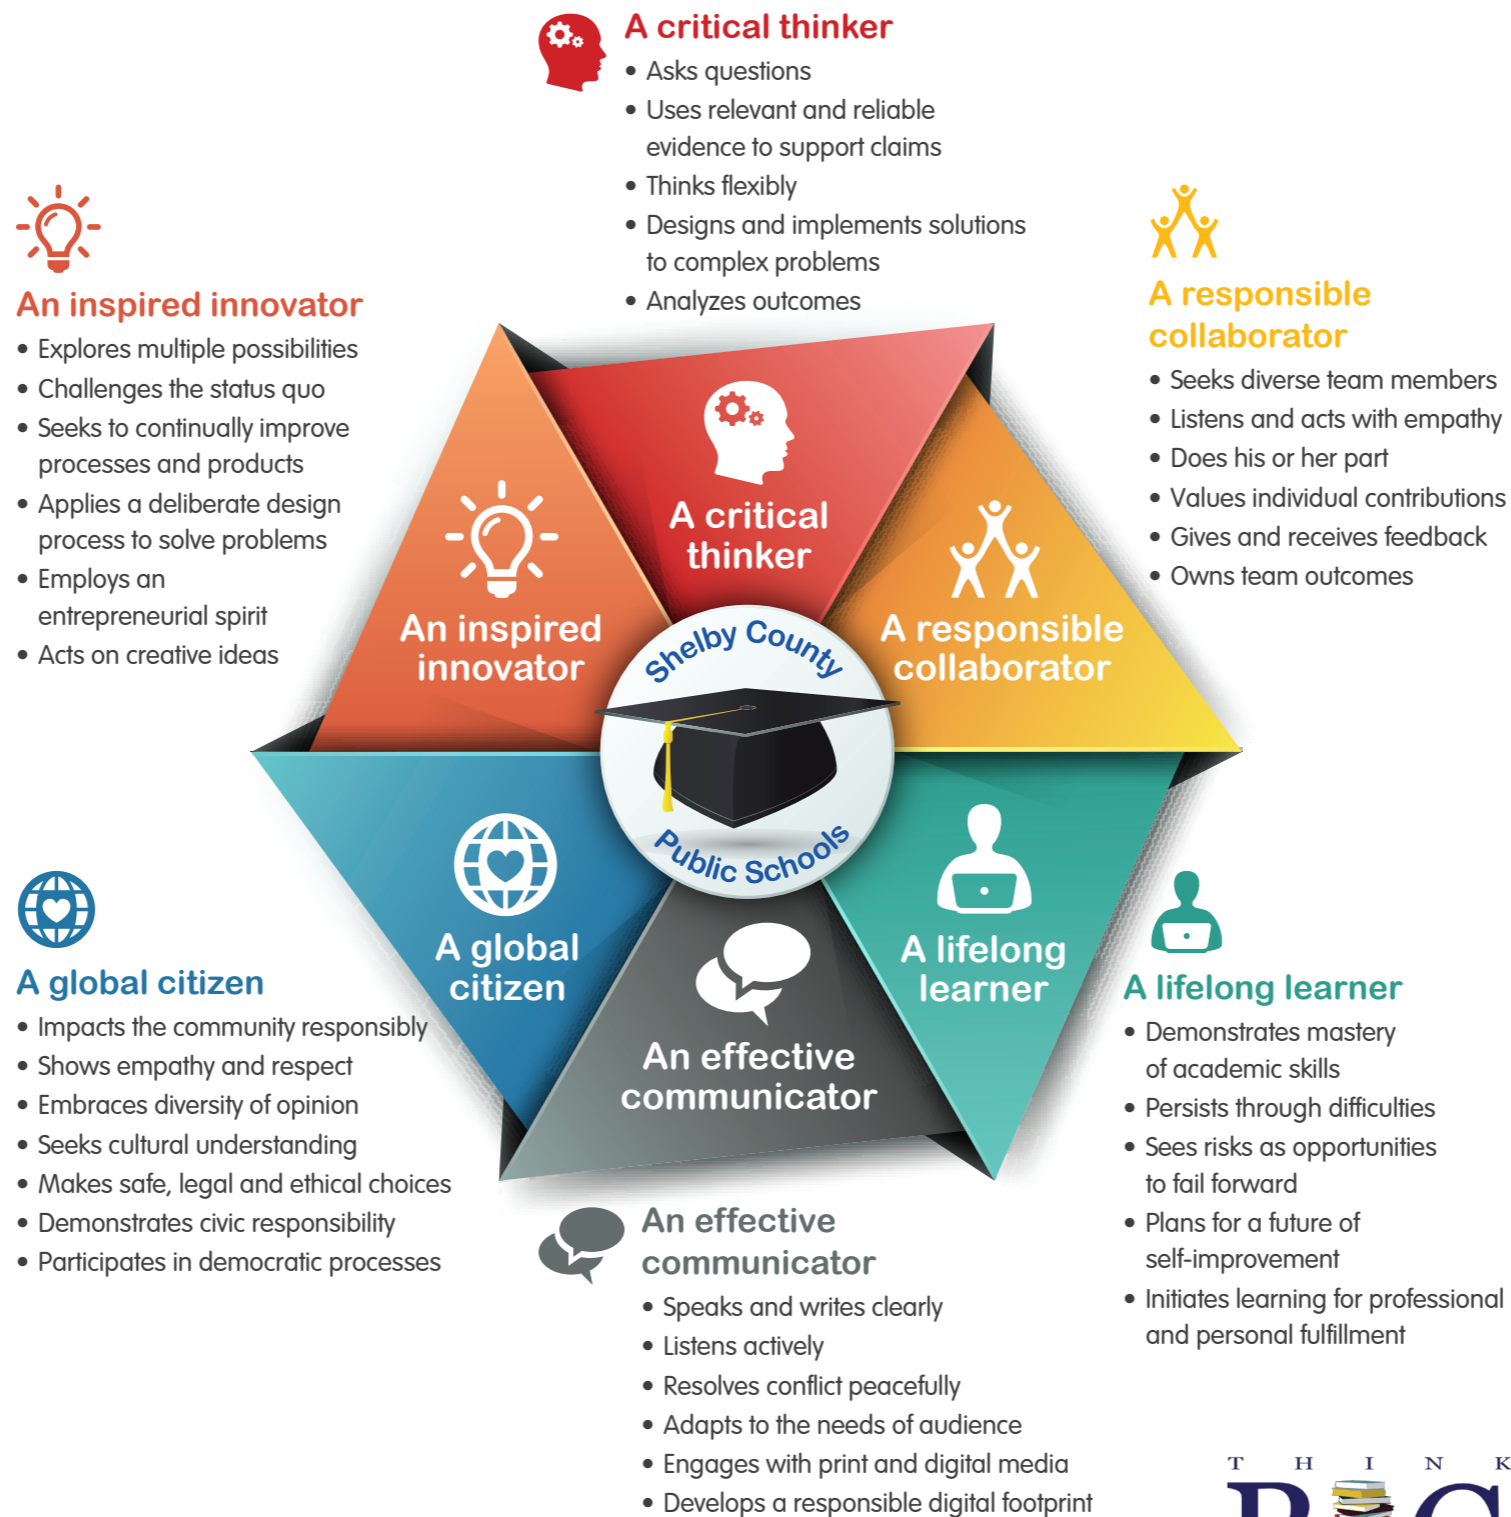 A critical thinker
• Asks questions
• Uses relevant and reliable
evidence to support claims
• Thinks flexibly
• Designs and implements solutions
to complex problems
• Analyzes outcomes
An inspired innovator
• Explores multiple possibilities
• Challenges the status quo
• Seeks to continually improve
processes and products
• Applies a deliberate design
process to solve problems
• Employs an
entrepreneurial spirit
• Acts on creative ideas
A responsible
collaborator
• Seeks diverse team members
• Listens and acts with empathy
• Does his or her part
• Values individual contributions
• Gives and receives feedback
• Owns team outcomes
A critical
thinker
An inspired
innovator
A responsible
collaborator
Shelby County
Public Schools
A global
citizen
A lifelong
learner
An effective
communicator
A global citizen
• Impacts the community responsibly
• Shows empathy and respect
• Embraces diversity of opinion
• Seeks cultural understanding
• Makes safe, legal and ethical choices
• Demonstrates civic responsibility
• Participates in democratic processes
A lifelong learner
• Demonstrates mastery
of academic skills
• Persists through difficulties
• Sees risks as opportunities
to fail forward
• Plans for a future of
self-improvement
• Initiates learning for professional
and personal fulfillment
An effective
communicator
• Speaks and writes clearly
• Listens actively
• Resolves conflict peacefully
• Adapts to the needs of audience
• Engages with print and digital media
• Develops a responsible digital footprint
THINK